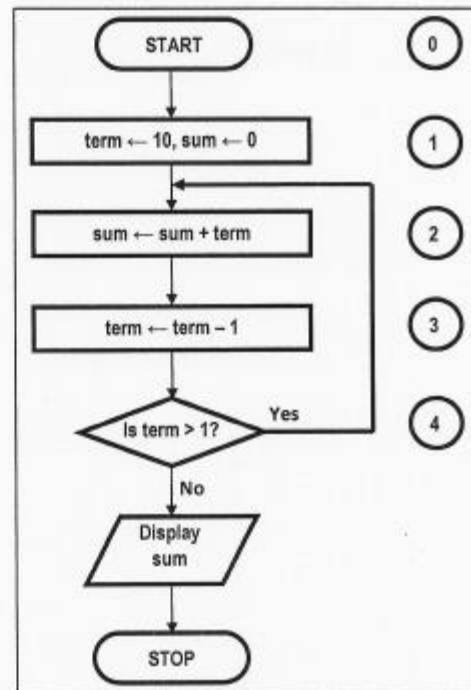 START
0
term ← 10, sum ← 0
1
sum ← sum + term
2
term ← term – 1
3
Is term > 1?
Yes
4
No
Display
sum
STOP